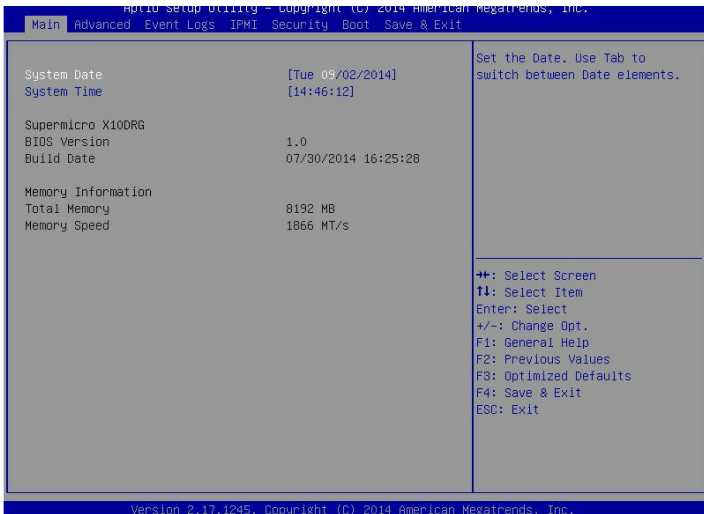 Aptio Setup Utility – Copyright (C) 2014 American Megatrends, Inc.
Main Advanced Event Logs IPMI Security Boot Save & Exit
System Date [Tue 09/02/2014]
System Time [14:46:12]
Supermicro X10DRG
BIOS Version 1.0
Build Date 07/30/2014 16:25:28
Memory Information
Total Memory 8192 MB
Memory Speed 1866 MT/s
Set the Date. Use Tab to
switch between Date elements.
→←: Select Screen
↑↓: Select Item
Enter: Select
+/-: Change Opt.
F1: General Help
F2: Previous Values
F3: Optimized Defaults
F4: Save & Exit
ESC: Exit
Version 2.17.1245. Copyright (C) 2014 American Megatrends, Inc.